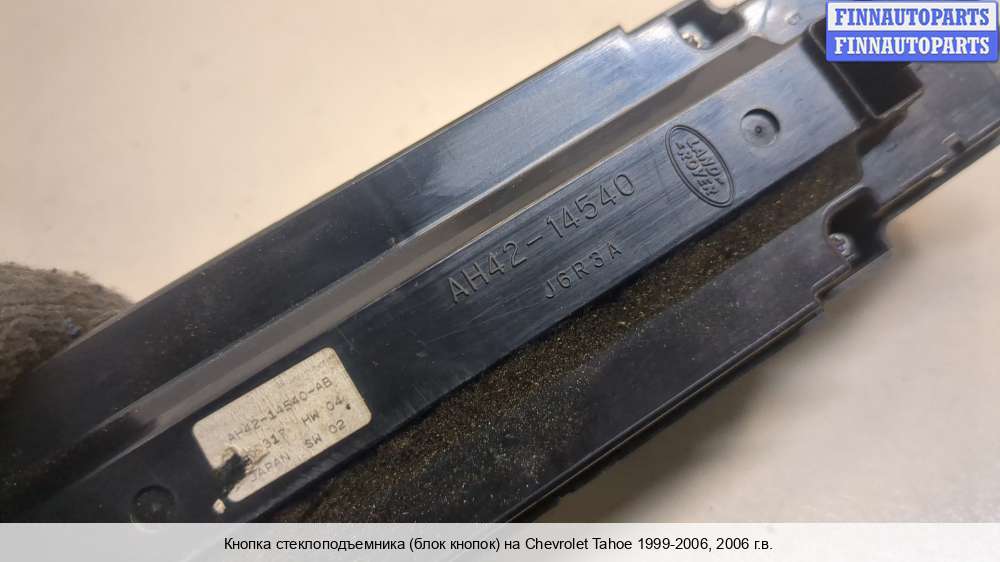 FINNAUTOPARTS
FINNAUTOPARTS
LAND
ROVER
AH42-14540
J6R3A
AH42-14540-AB
HW 04
JAPAN SW 02
Кнопка стеклоподъемника (блок кнопок) на Chevrolet Tahoe 1999-2006, 2006 г.в.